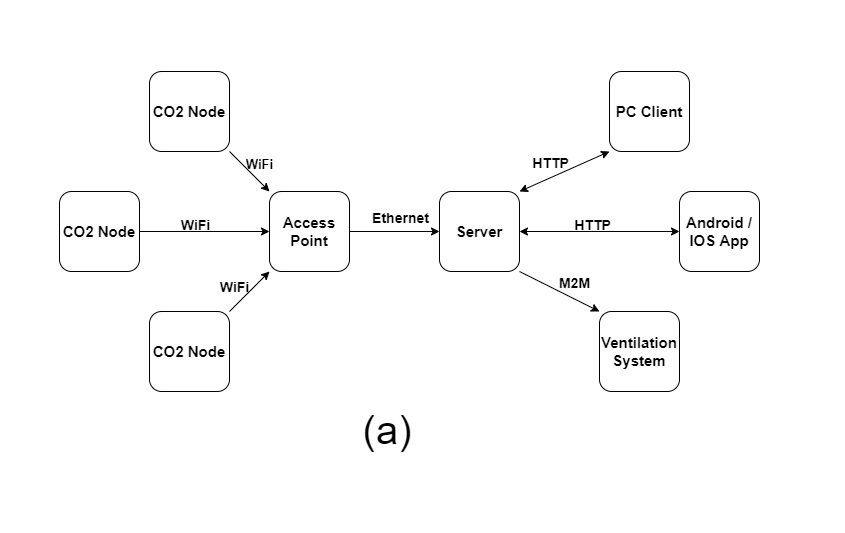 CO2 Node
PC Client
WiFi
HTTP
CO2 Node
WiFi
Access
Point
Ethernet
Server
HTTP
Android /
IOS App
WiFi
M2M
CO2 Node
Ventilation
System
(a)